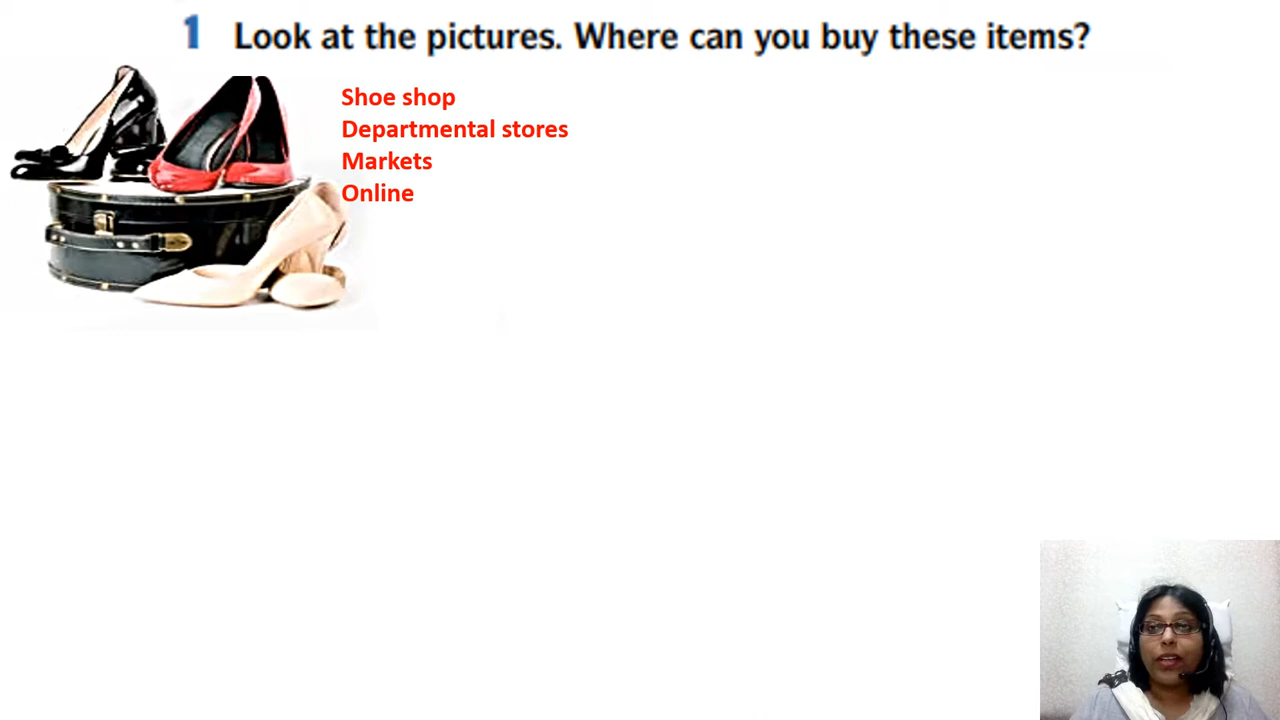 1 Look at the pictures. Where can you buy these items?
Shoe shop
Departmental stores
Markets
Online